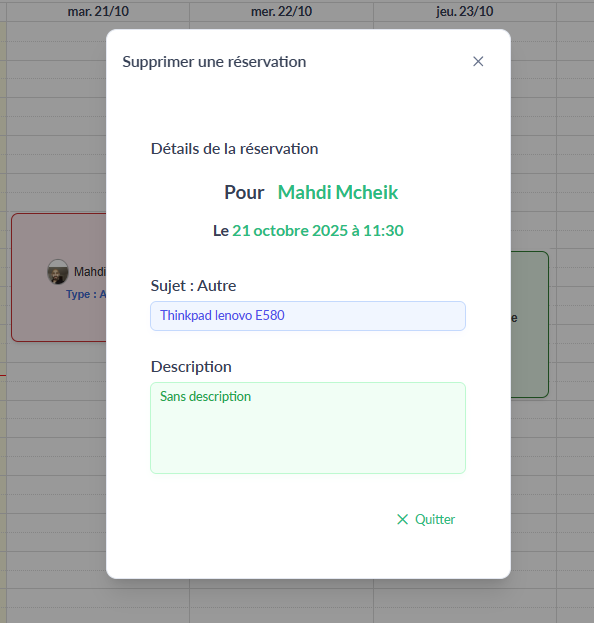 mar. 21/10
mer. 22/10
jeu. 23/10
Supprimer une réservation
Détails de la réservation
Pour Mahdi Mcheik
Le 21 octobre 2025 à 11:30
Mahdi
Type : A
Sujet : Autre
Thinkpad lenovo E580
e
Description
Sans description
Quitter